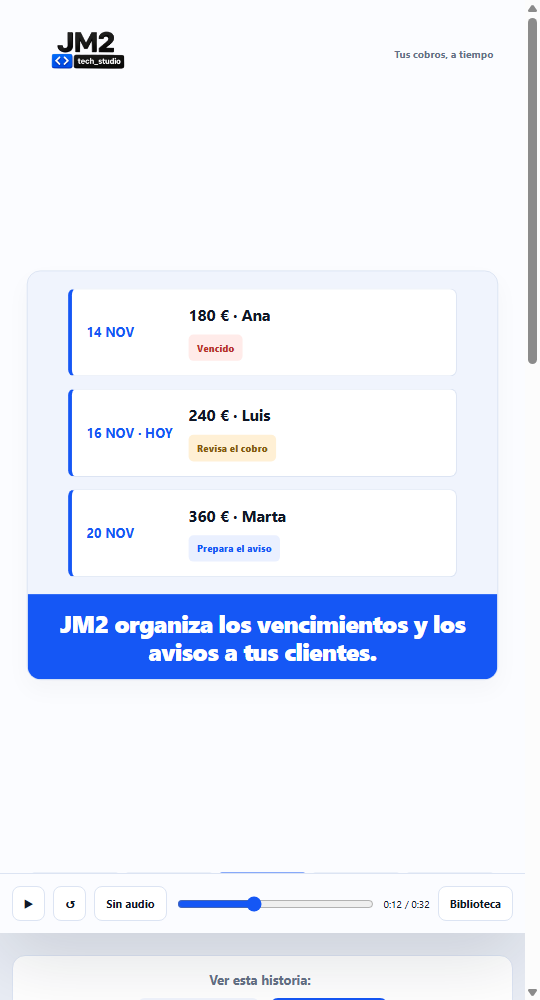 JM2
<> tech_studio
Tus cobros, a tiempo
14 NOV
180 € · Ana
Vencido
16 NOV · HOY
240 € · Luis
Revisa el cobro
20 NOV
360 € · Marta
Prepara el aviso
JM2 organiza los vencimientos y los
avisos a tus clientes.
Sin audio
0:12 / 0:32
Biblioteca
Ver esta historia: